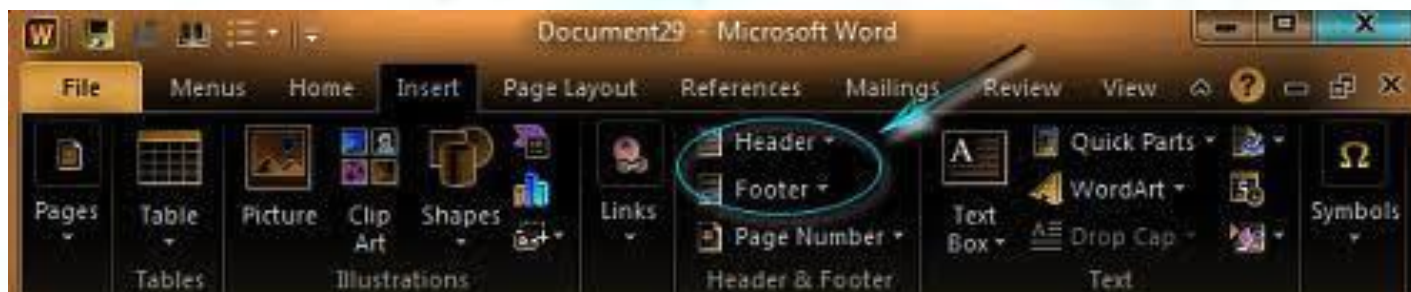 Document29 - Microsoft Word
File Menus Home Insert Page Layout References Mailings Review View
Pages
Table
Tables
Picture
Clip Art
Shapes
Illustrations
Links
Header
Footer
Page Number
Header & Footer
A
Text Box
Quick Parts
WordArt
Drop Cap
Text
Ω
Symbols